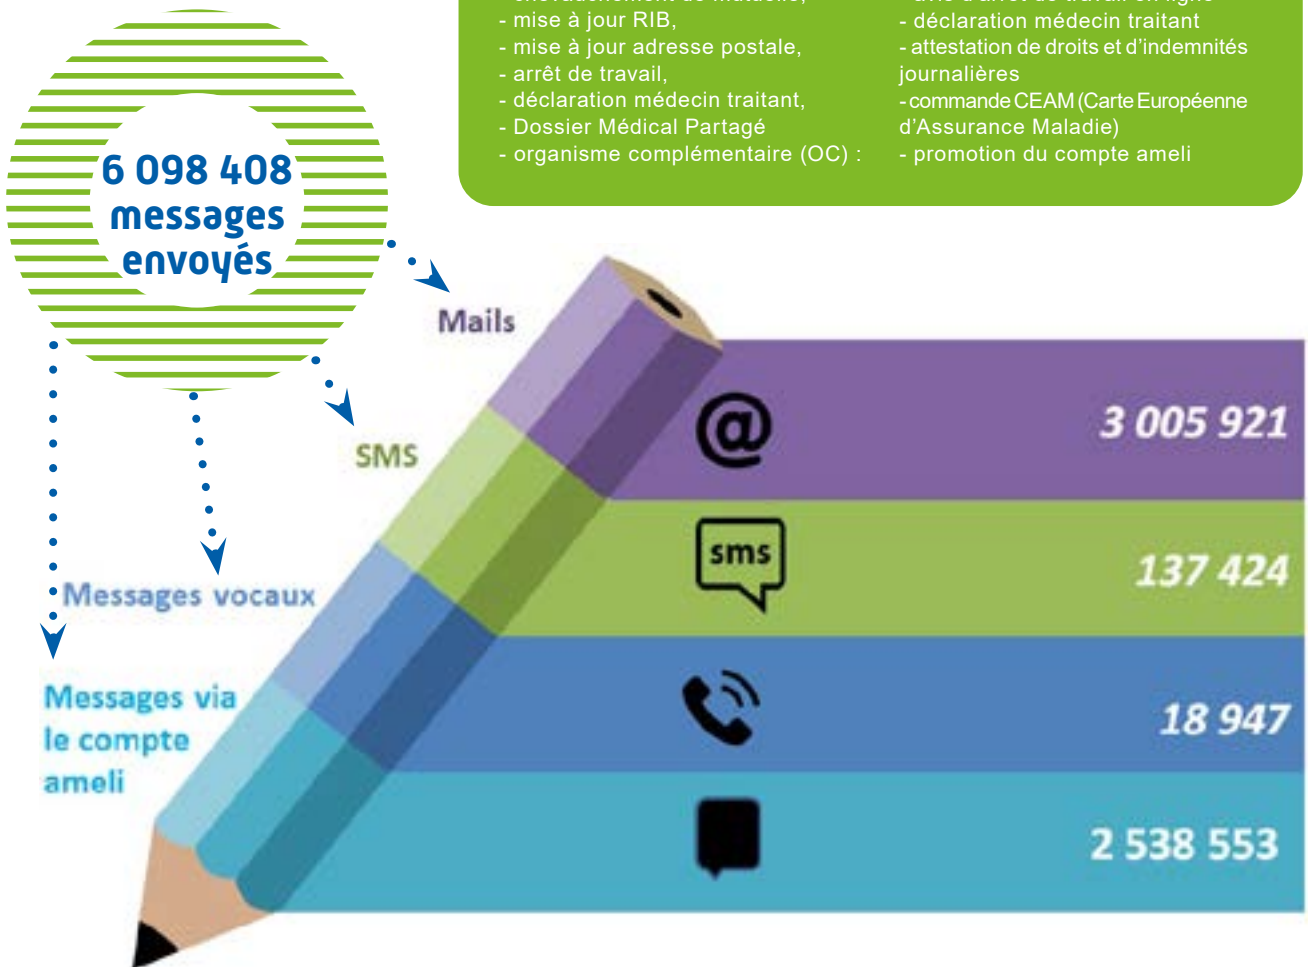 - mise à jour RIB,
- mise à jour adresse postale,
- arrêt de travail,
- déclaration médecin traitant,
- Dossier Médical Partagé
- organisme complémentaire (OC) :
- déclaration médecin traitant
- attestation de droits et d'indemnités
journalières
- commande CEAM (Carte Européenne
d'Assurance Maladie)
- promotion du compte ameli
6 098 408
messages
envoyés
Mails
@
3 005 921
SMS
sms
137 424
Messages vocaux
18 947
Messages via
le compte
ameli
2 538 553